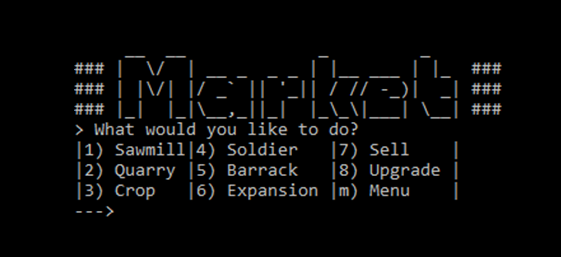 ### Market ###
> What would you like to do?
|1) Sawmill|4) Soldier   |7) Sell    |
|2) Quarry |5) Barrack   |8) Upgrade |
|3) Crop   |6) Expansion |m) Menu    |
--->